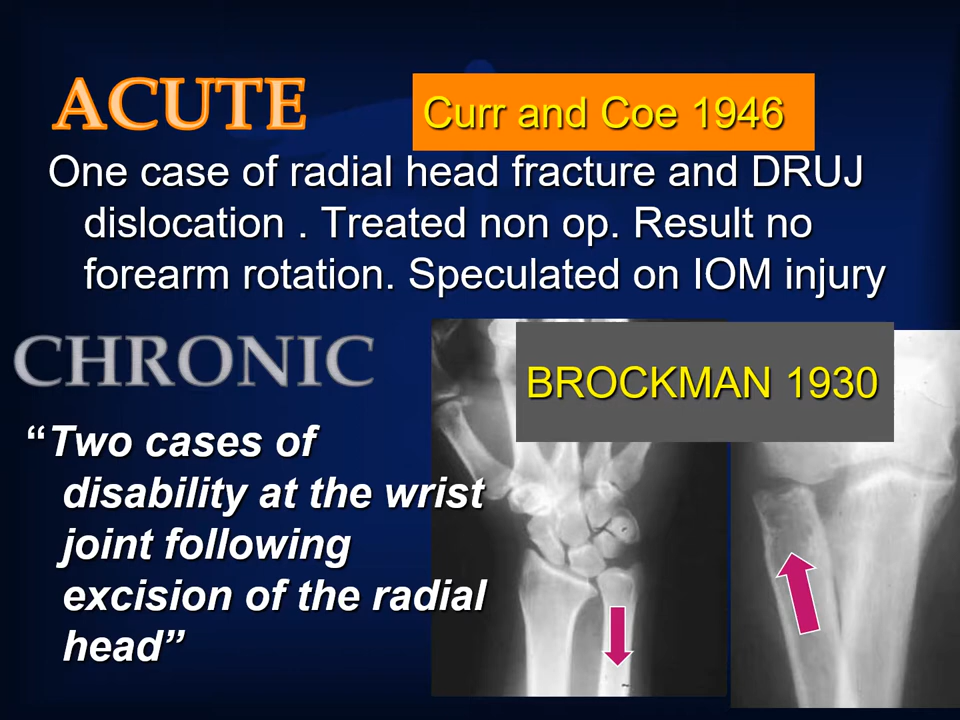 ACUTE
Curr and Coe 1946
One case of radial head fracture and DRUJ
dislocation . Treated non op. Result no
forearm rotation. Speculated on IOM injury
CHRONIC
BROCKMAN 1930
“Two cases of
disability at the wrist
joint following
excision of the radial
head”